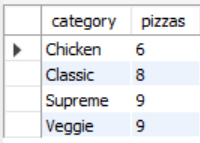 category pizzas
Chicken 6
Classic 8
Supreme 9
Veggie 9